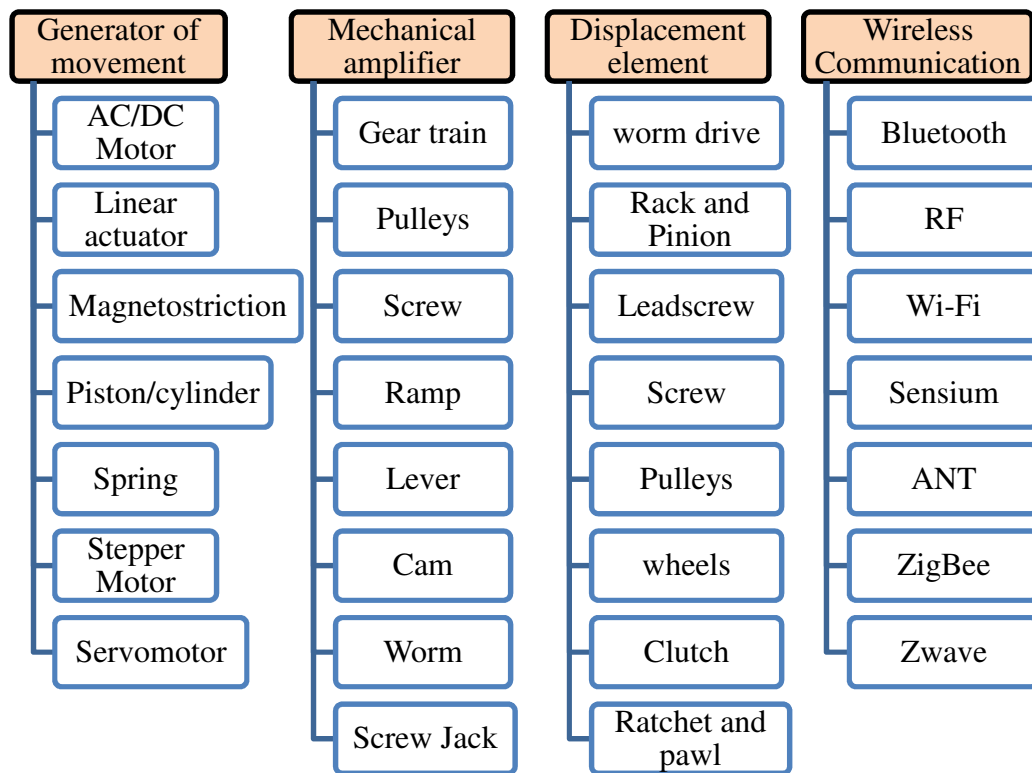 Generator of
movement
AC/DC
Motor
Linear
actuator
Magnetostriction
Piston/cylinder
Spring
Stepper
Motor
Servomotor
Mechanical
amplifier
Gear train
Pulleys
Screw
Ramp
Lever
Cam
Worm
Screw Jack
Displacement
element
worm drive
Rack and
Pinion
Leadscrew
Screw
Pulleys
wheels
Clutch
Ratchet and
pawl
Wireless
Communication
Bluetooth
RF
Wi-Fi
Sensium
ANT
ZigBee
Zwave